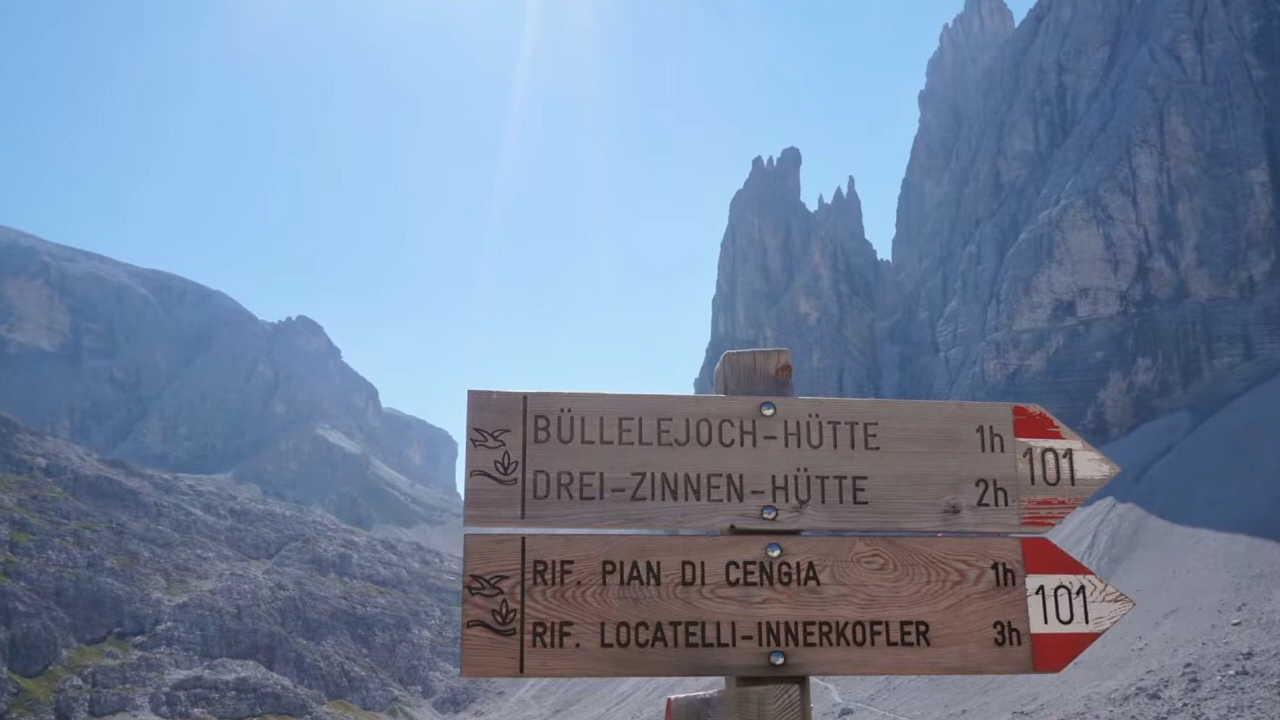 BÜLLELEJOCH-HÜTTE 1h
DREI-ZINNEN-HÜTTE 2h
101
RIF. PIAN DI CENGIA 1h
RIF. LOCATELLI-INNERKOFLER 3h
101